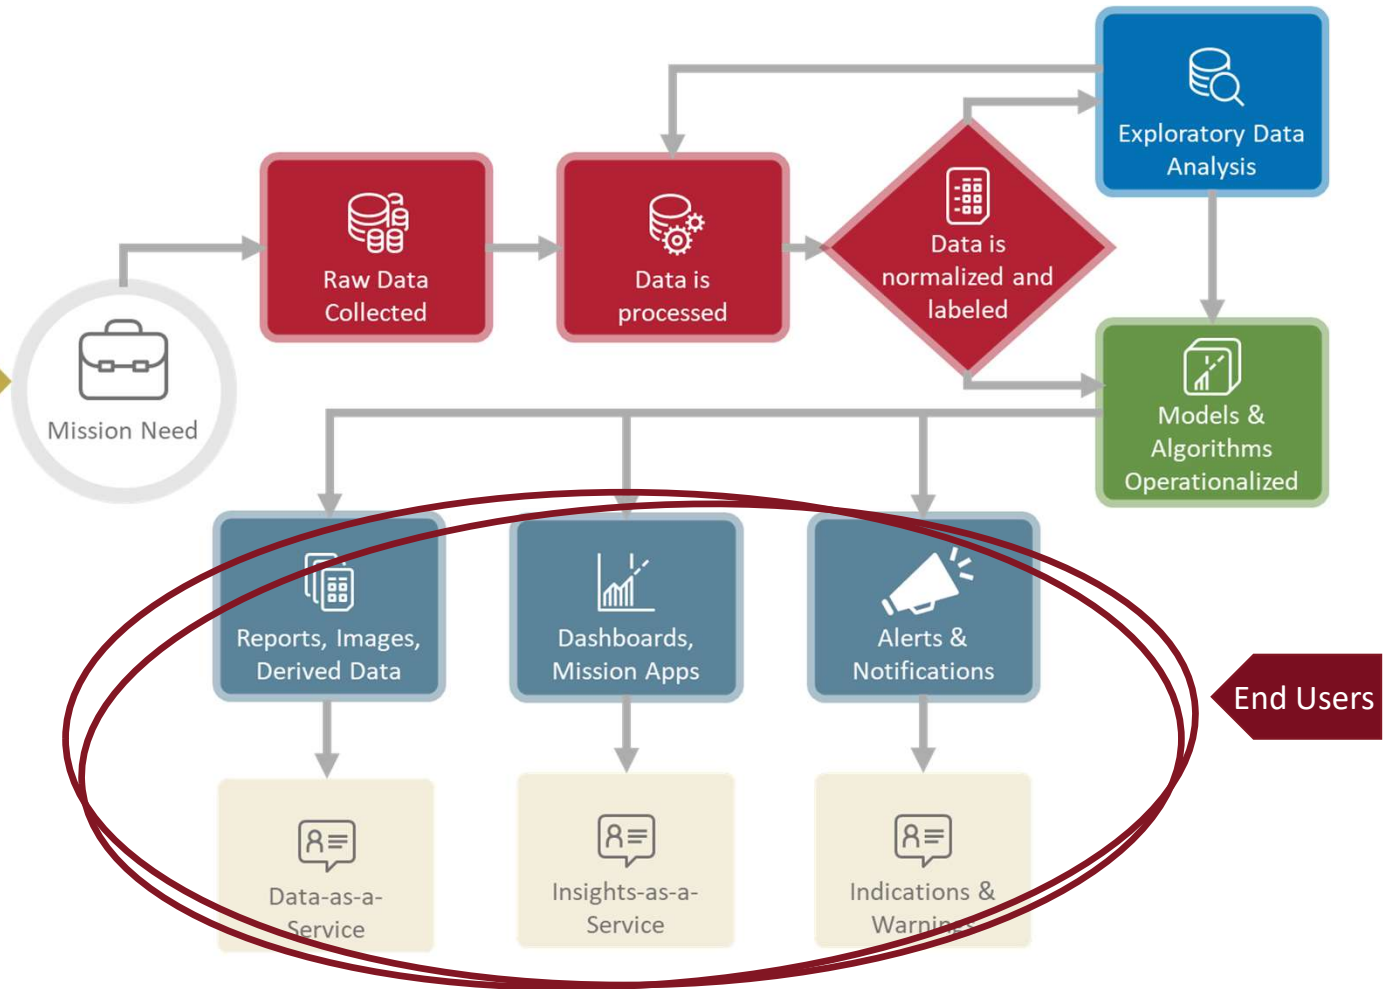 Exploratory Data
Analysis
Raw Data
Collected
Data is
processed
Data is
normalized and
labeled
Mission Need
Models &
Algorithms
Operationalized
Reports, Images,
Derived Data
Dashboards,
Mission Apps
Alerts &
Notifications
End Users
Data-as-a-
Service
Insights-as-a-
Service
Indications &
Warnings